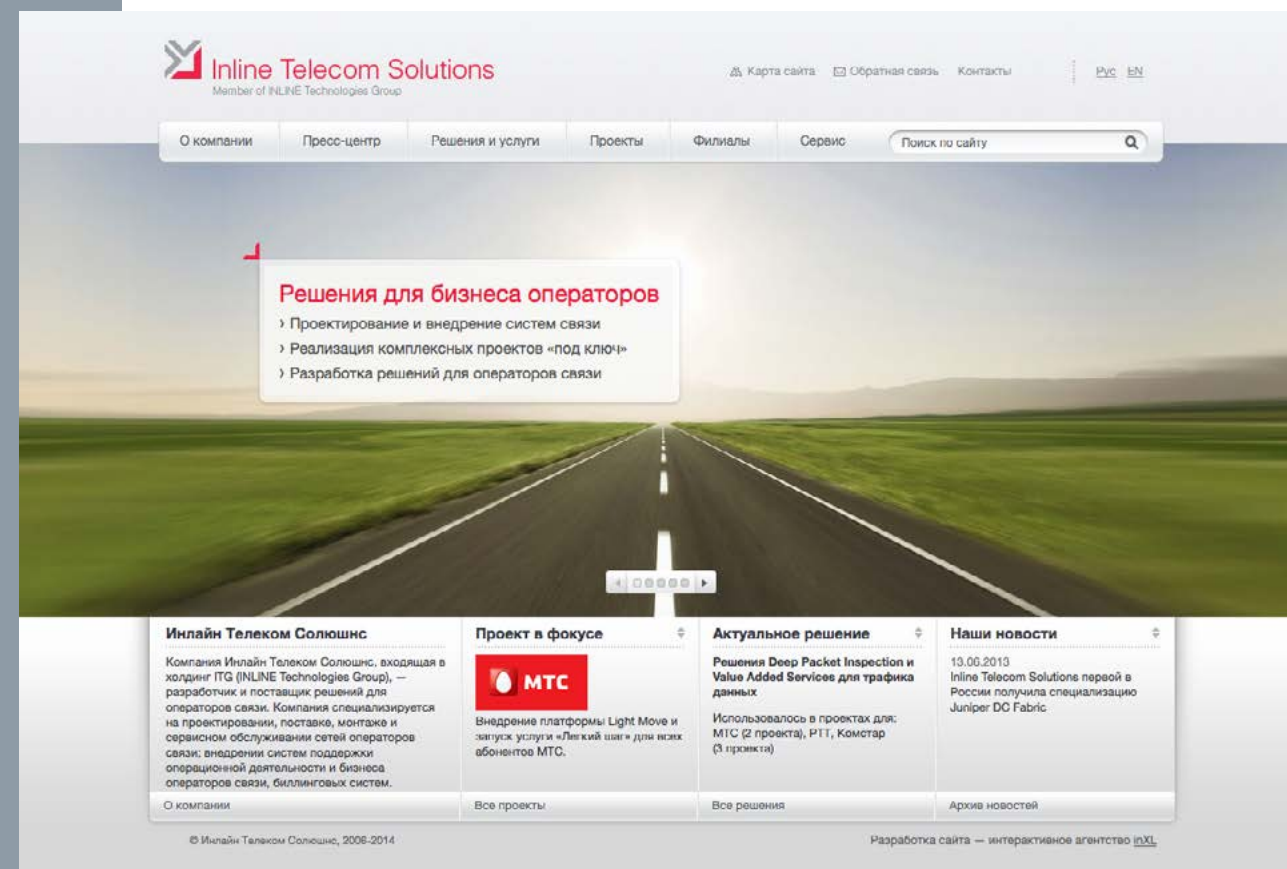 Inline Telecom Solutions
Member of INLINE Technologies Group
Карта сайта Обратная связь Контакты Рус EN
О компании Пресс-центр Решения и услуги Проекты Филиалы Сервис Поиск по сайту
Решения для бизнеса операторов
› Проектирование и внедрение систем связи
› Реализация комплексных проектов «под ключ»
› Разработка решений для операторов связи
Инлайн Телеком Солюшнс
Компания Инлайн Телеком Солюшнс, входящая в
холдинг ITG (INLINE Technologies Group), —
разработчик и поставщик решений для
операторов связи. Компания специализируется
на проектировании, поставке, монтаже и
сервисном обслуживании сетей операторов
связи; внедрении систем поддержки
операционной деятельности и бизнеса
операторов связи, биллинговых систем.
О компании
Проект в фокусе
МТС
Внедрение платформы Light Move и
запуск услуги «Легкий шаг» для всех
абонентов МТС.
Все проекты
Актуальное решение
Решения Deep Packet Inspection и
Value Added Services для трафика
данных
Использовалось в проектах для:
МТС (2 проекта), РТТ, Комстар
(3 проекта)
Все решения
Наши новости
13.06.2013
Inline Telecom Solutions первой в
России получила специализацию
Juniper DC Fabric
Архив новостей
© Инлайн Телеком Солюшнс, 2006-2014
Разработка сайта — интерактивное агентство inXL